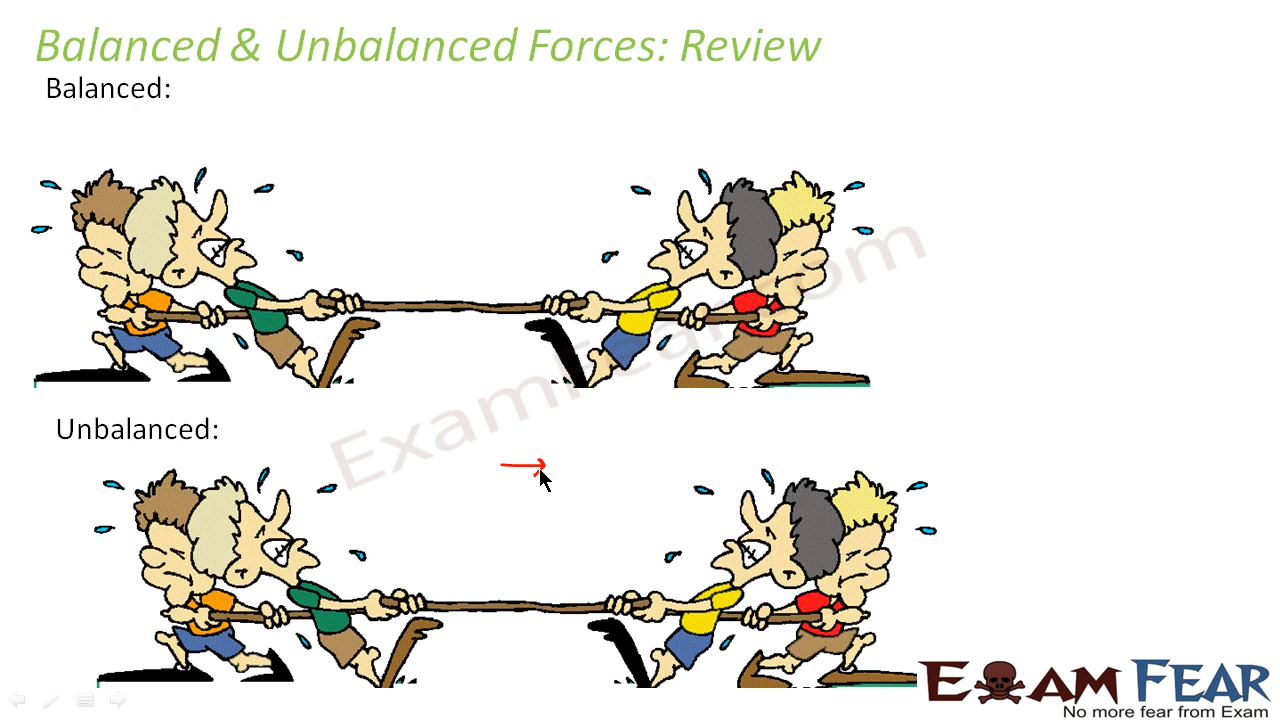 Balanced & Unbalanced Forces: Review
Balanced:
ExamFear.com
Unbalanced:
EXAM FEAR
No more fear from Exam